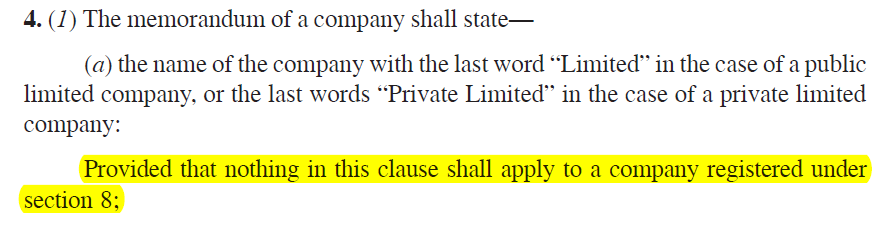 4. (1) The memorandum of a company shall state—
(a) the name of the company with the last word “Limited” in the case of a public
limited company, or the last words “Private Limited” in the case of a private limited
company:
Provided that nothing in this clause shall apply to a company registered under
section 8;